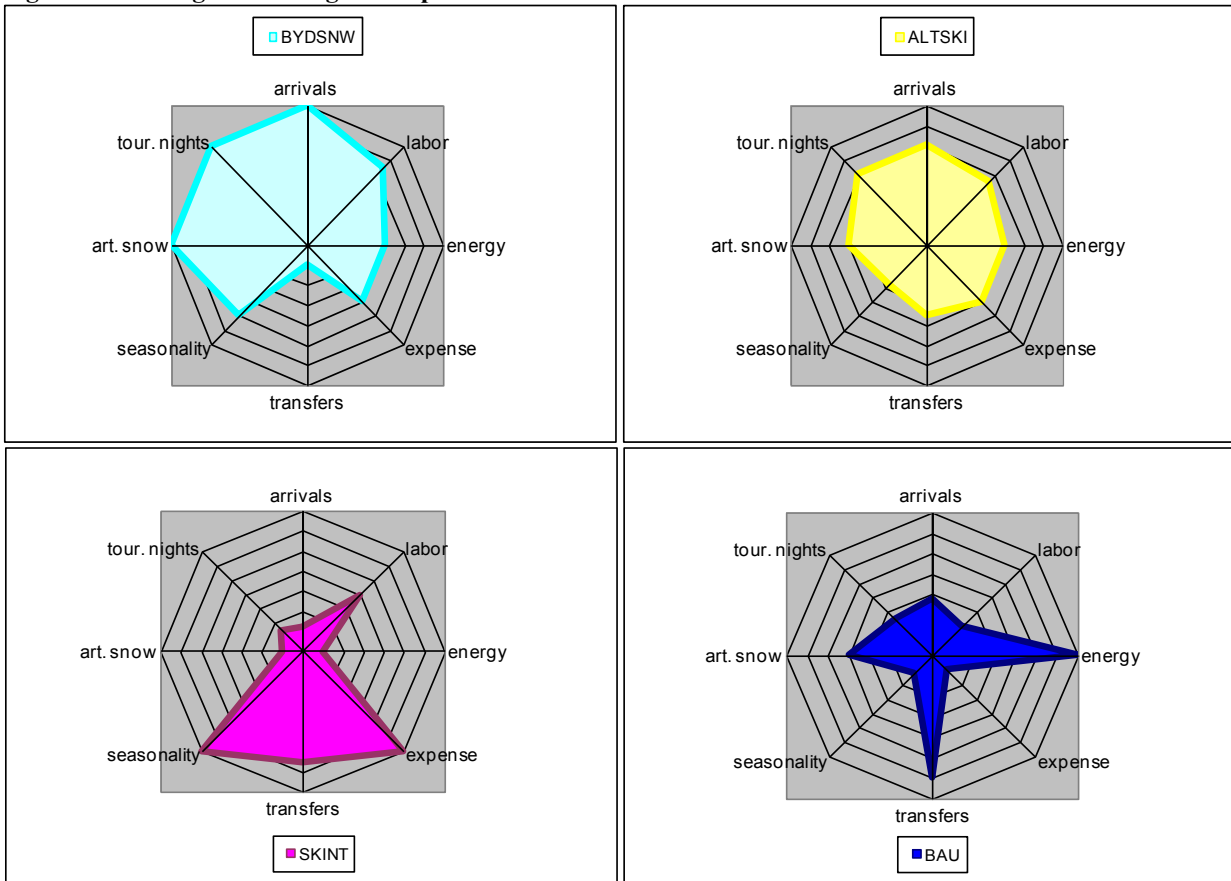 BYDSNW
arrivals
tour. nights
labor
art. snow
energy
seasonality
expense
transfers
ALTSKI
arrivals
tour. nights
labor
art. snow
energy
seasonality
expense
transfers
arrivals
tour. nights
labor
art. snow
energy
seasonality
expense
transfers
SKINT
arrivals
tour. nights
labor
art. snow
energy
seasonality
expense
transfers
BAU